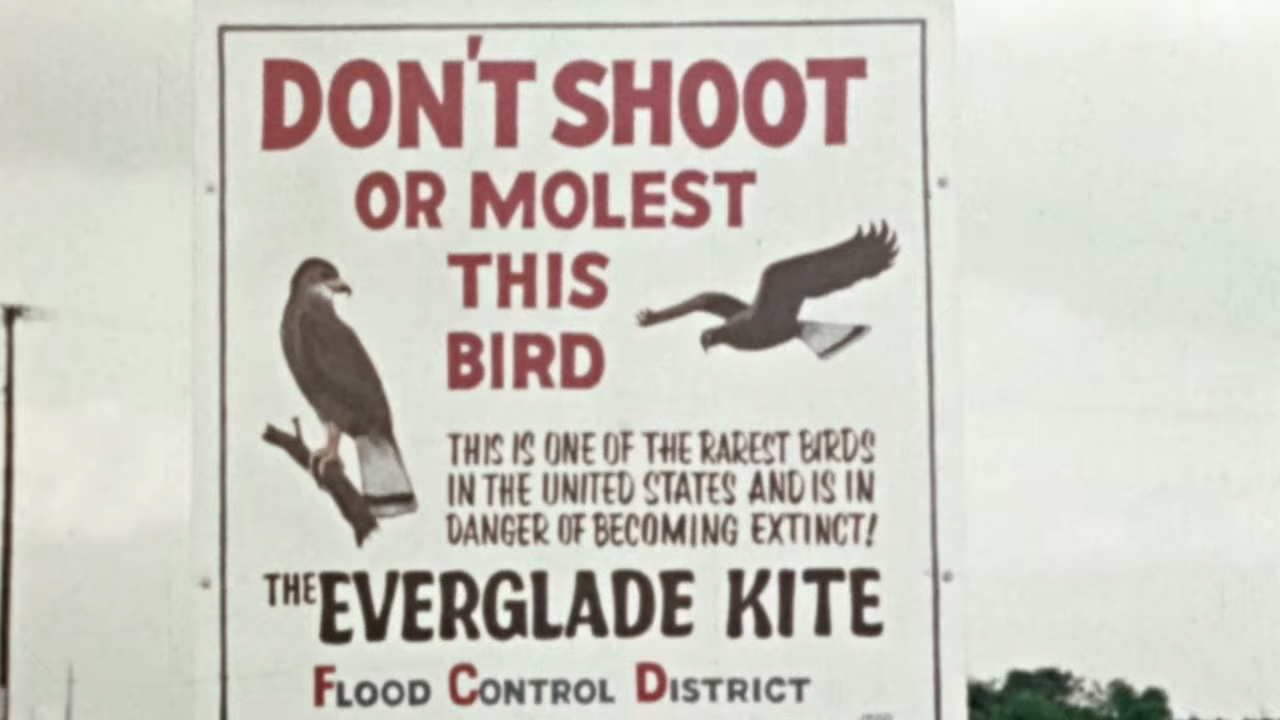 DON'T SHOOT
OR MOLEST
THIS
BIRD
THIS IS ONE OF THE RAREST BIRDS
IN THE UNITED STATES AND IS IN
DANGER OF BECOMING EXTINCT!
THE EVERGLADE KITE
FLOOD CONTROL DISTRICT